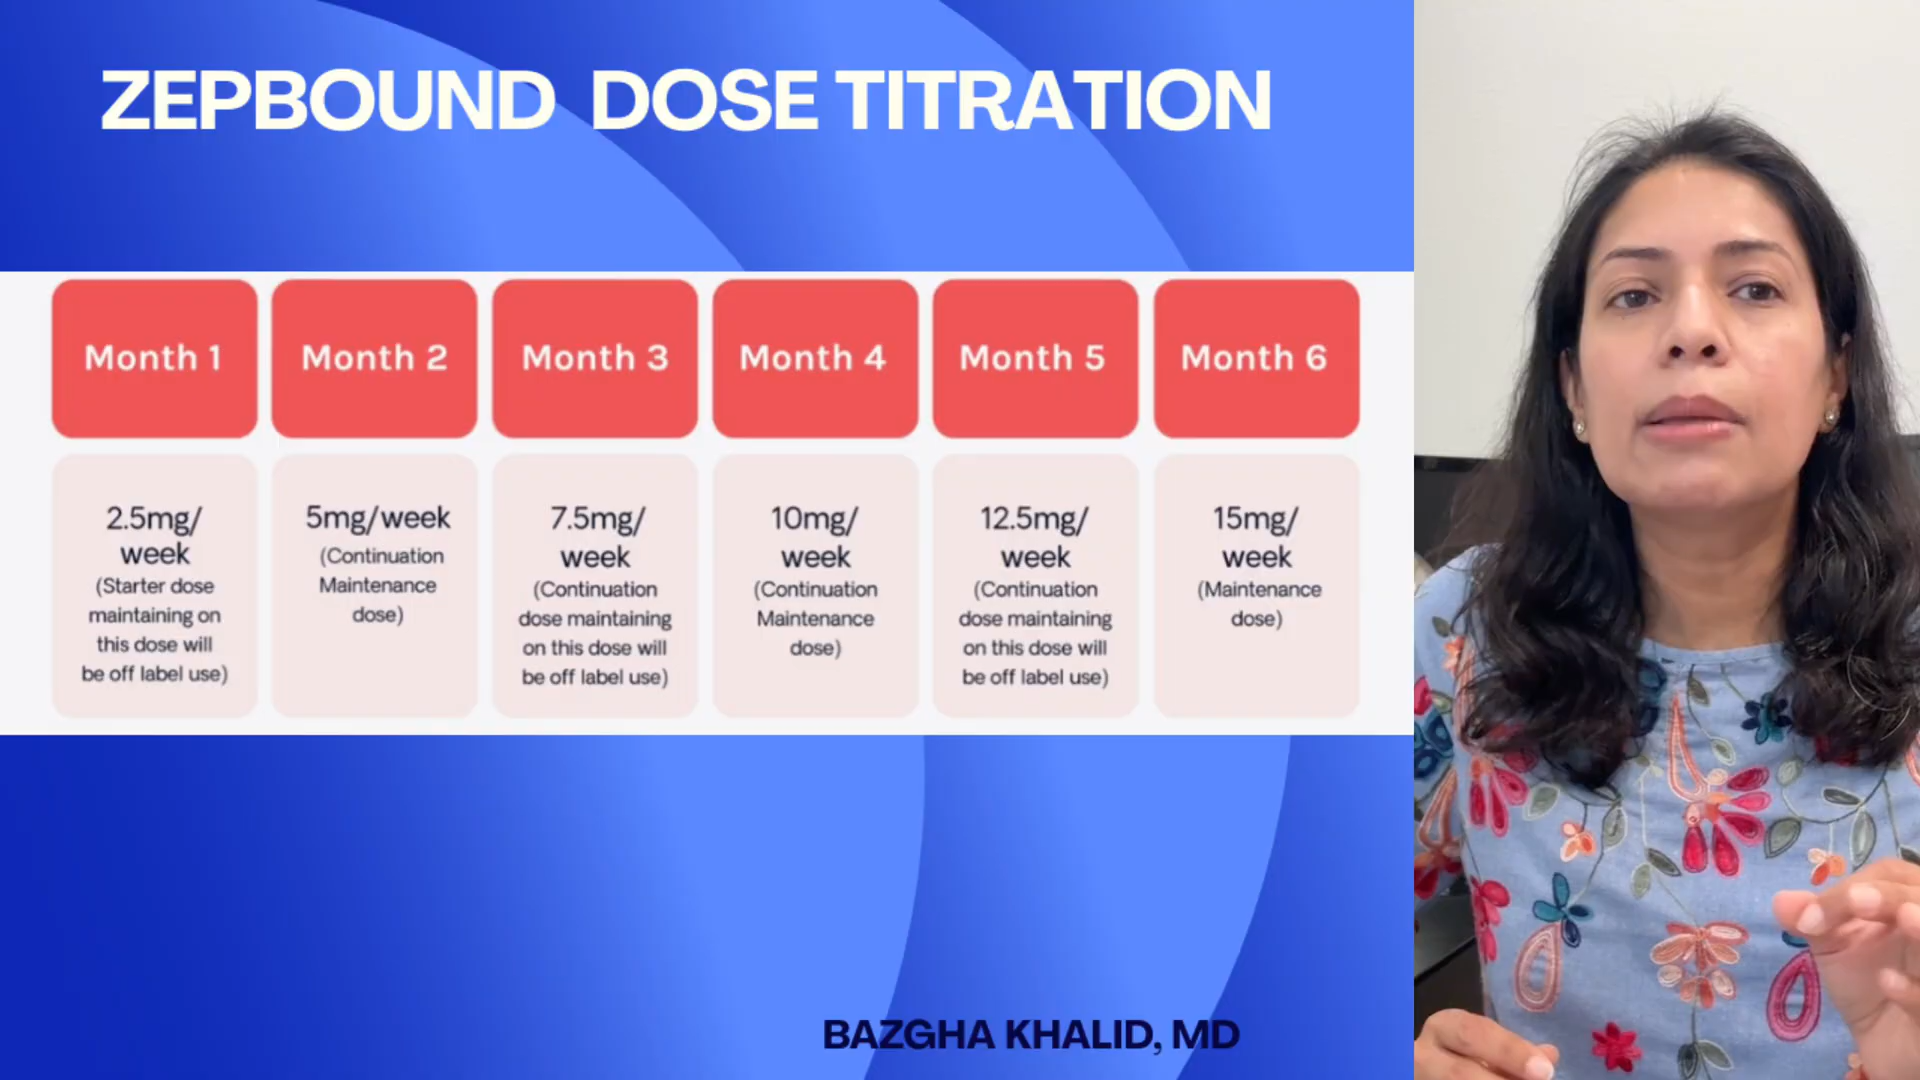 ZEPBOUND DOSE TITRATION
Month 1
Month 2
Month 3
Month 4
Month 5
Month 6
2.5mg/
week
(Starter dose
maintaining on
this dose will
be off label use)
5mg/week
(Continuation
Maintenance
dose)
7.5mg/
week
(Continuation
dose maintaining
on this dose will
be off label use)
10mg/
week
(Continuation
Maintenance
dose)
12.5mg/
week
(Continuation
dose maintaining
on this dose will
be off label use)
15mg/
week
(Maintenance
dose)
BAZGHA KHALID, MD